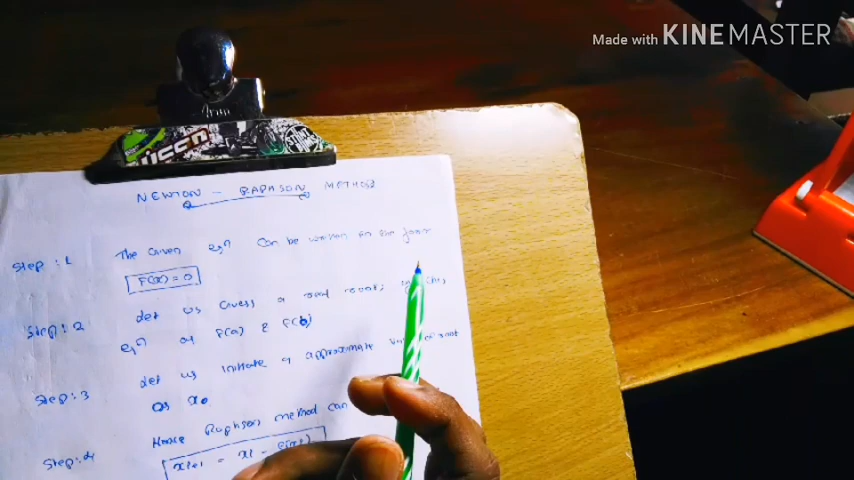 Made with KINEMASTER
NEWTON - RAPHSON METHOD
Step:1 The Given eqn can be written in the form
F(x)=0
Step:2 Let us Guess a real root
eqn of F(a) & F(b)
Step:3 Let us initiate a approximate root
as x0
Step:4 Hence Raphson method can